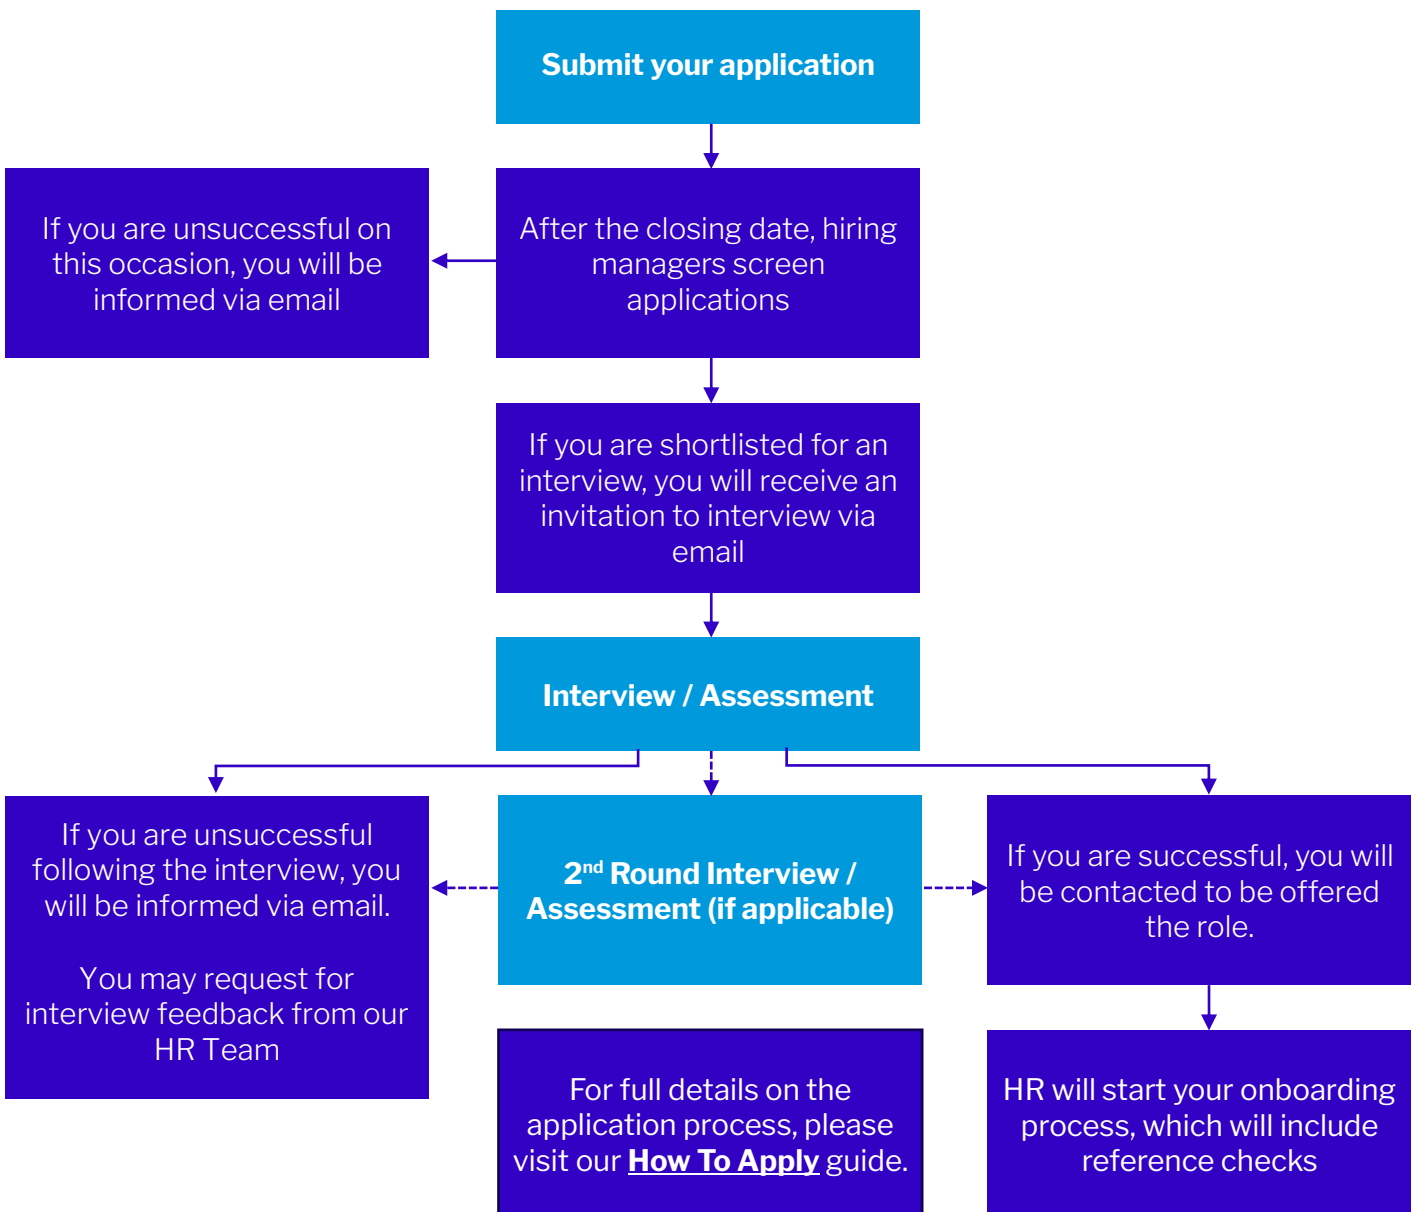 Submit your application
If you are unsuccessful on
this occasion, you will be
informed via email
After the closing date, hiring
managers screen
applications
If you are shortlisted for an
interview, you will receive an
invitation to interview via
email
Interview / Assessment
If you are unsuccessful
following the interview, you
will be informed via email.
You may request for
interview feedback from our
HR Team
2nd Round Interview /
Assessment (if applicable)
If you are successful, you will
be contacted to be offered
the role.
For full details on the
application process, please
visit our How To Apply guide.
HR will start your onboarding
process, which will include
reference checks